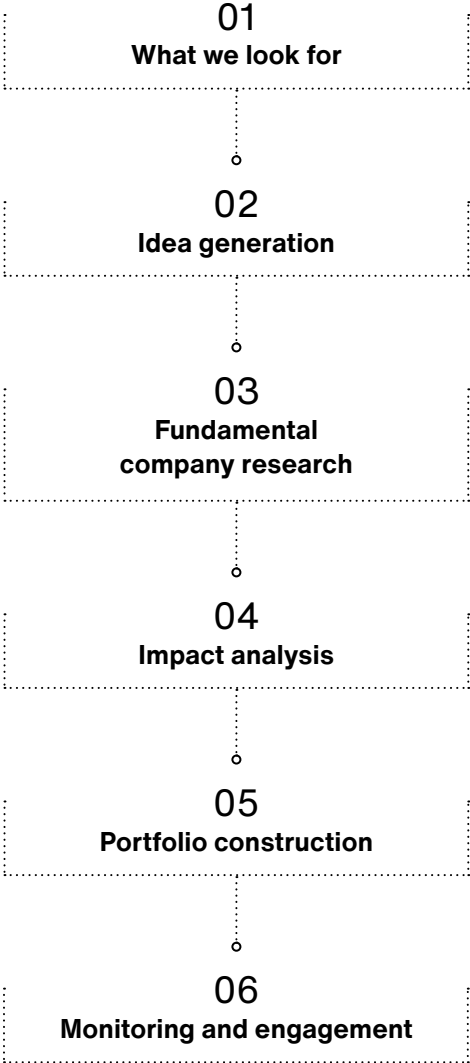 01
What we look for
02
Idea generation
03
Fundamental
company research
04
Impact analysis
05
Portfolio construction
06
Monitoring and engagement